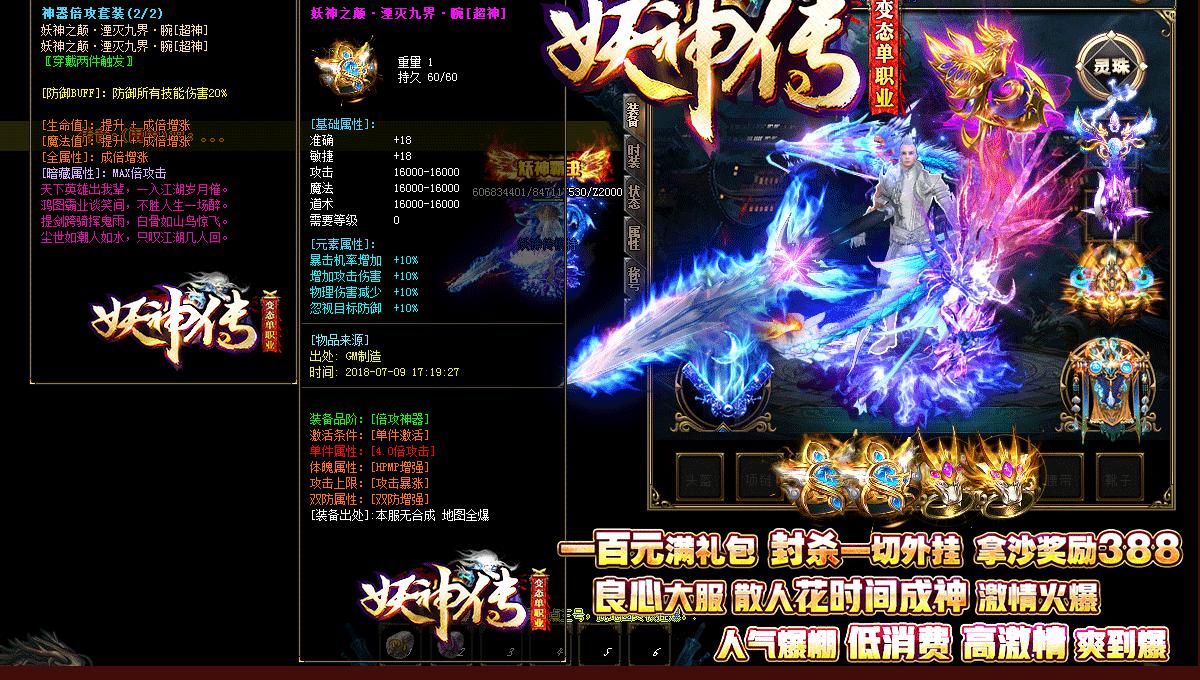 神器倍攻套装(2/2)
妖神之颠·湮灭九界·腕[超神]
妖神之颠·湮灭九界·腕[超神]
〖穿戴两件触发〗
[防御BUFF]: 防御所有技能伤害20%
[生命值]: 提升 + 成倍增涨
[魔法值]: 提升 + 成倍增涨 。。。
[全属性]: 成倍增涨
[暗藏属性]: MAX倍攻击
天下英雄出我辈，一入江湖岁月催。
鸿图霸业谈笑间，不胜人生一场醉。
提剑跨骑挥鬼雨，白骨如山鸟惊飞。
尘世如潮人如水，只叹江湖几人回。
妖神传
变态单职业
妖神之颠·湮灭九界·腕[超神]
重量 1
持久 60/60
[基础属性]:
准确 +18
敏捷 +18
攻击 16000-16000
魔法 16000-16000
道术 16000-16000
需要等级 0
[元素属性]:
暴击机率增加 +10%
增加攻击伤害 +10%
物理伤害减少 +10%
忽视目标防御 +10%
[物品来源]
出处: GM制造
时间: 2018-07-09 17:19:27
装备品阶: [倍攻神器]
激活条件: [单件激活]
单件属性: [4.0倍攻击]
体魄属性: [HPMP增强]
攻击上限: [攻击暴涨]
双防属性: [双防增强]
[装备出处]:本服无合成 地图全爆
妖神传
变态单职业
5
6
妖神传
变态单职业
装备
时装
状态
属性
称号
灵珠
一百元满礼包 封杀一切外挂 拿沙奖励388
良心大服 散人花时间成神 激情火爆
人气爆棚 低消费 高激情 爽到爆